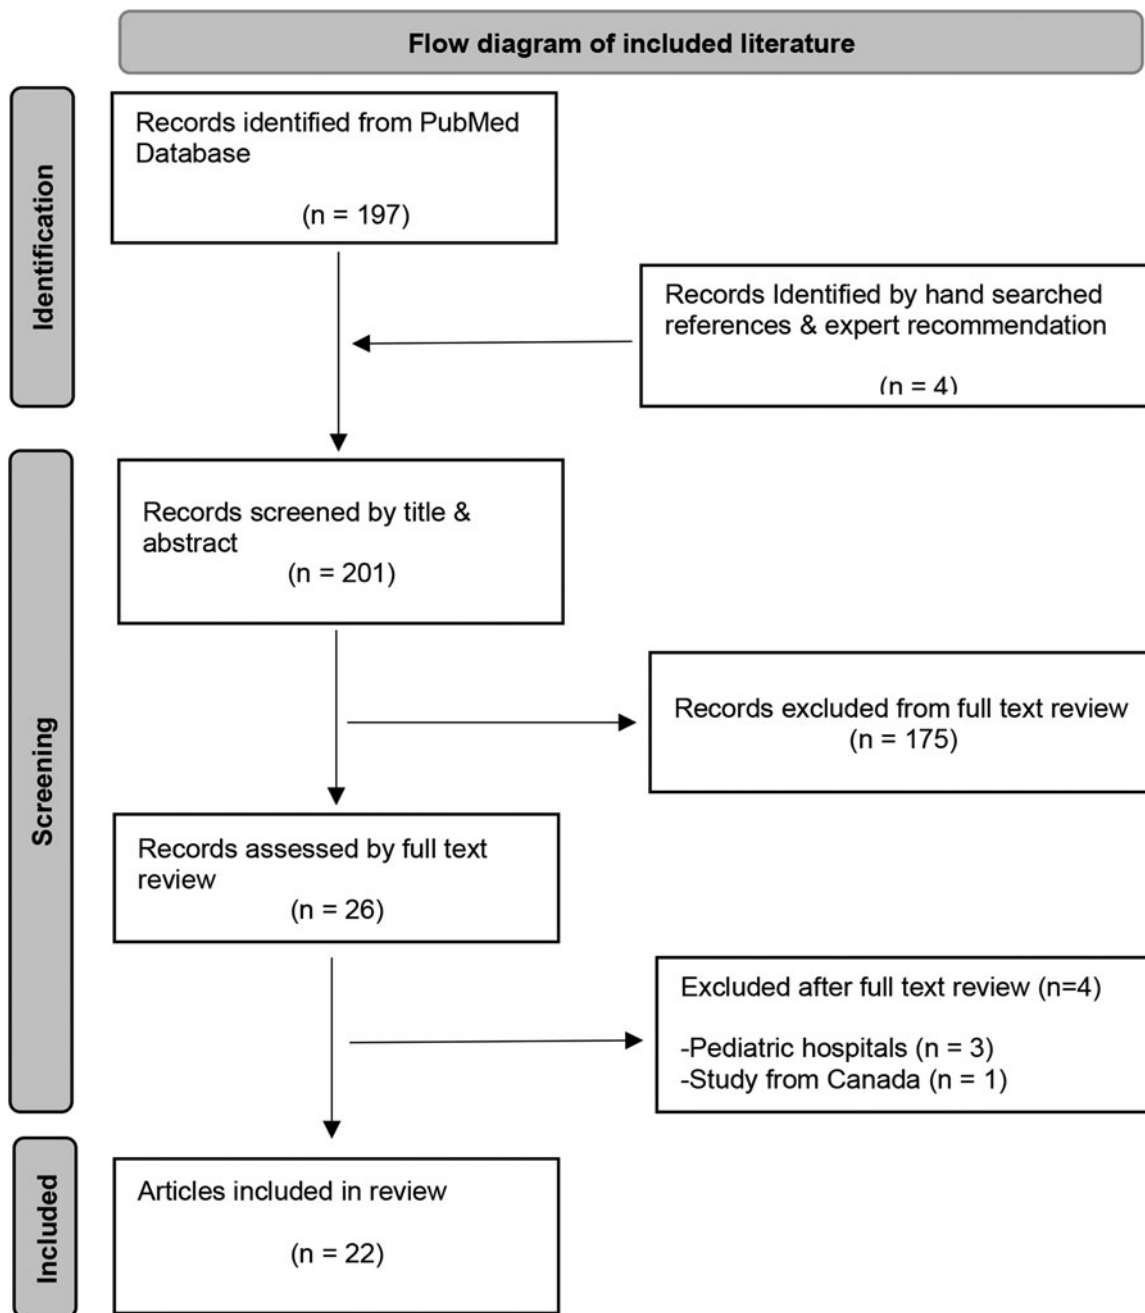 Flow diagram of included literature
Identification
Records identified from PubMed
Database
(n = 197)
Records Identified by hand searched
references & expert recommendation
(n = 4)
Screening
Records screened by title &
abstract
(n = 201)
Records excluded from full text review
(n = 175)
Records assessed by full text
review
(n = 26)
Excluded after full text review (n=4)
-Pediatric hospitals (n = 3)
-Study from Canada (n = 1)
Included
Articles included in review
(n = 22)